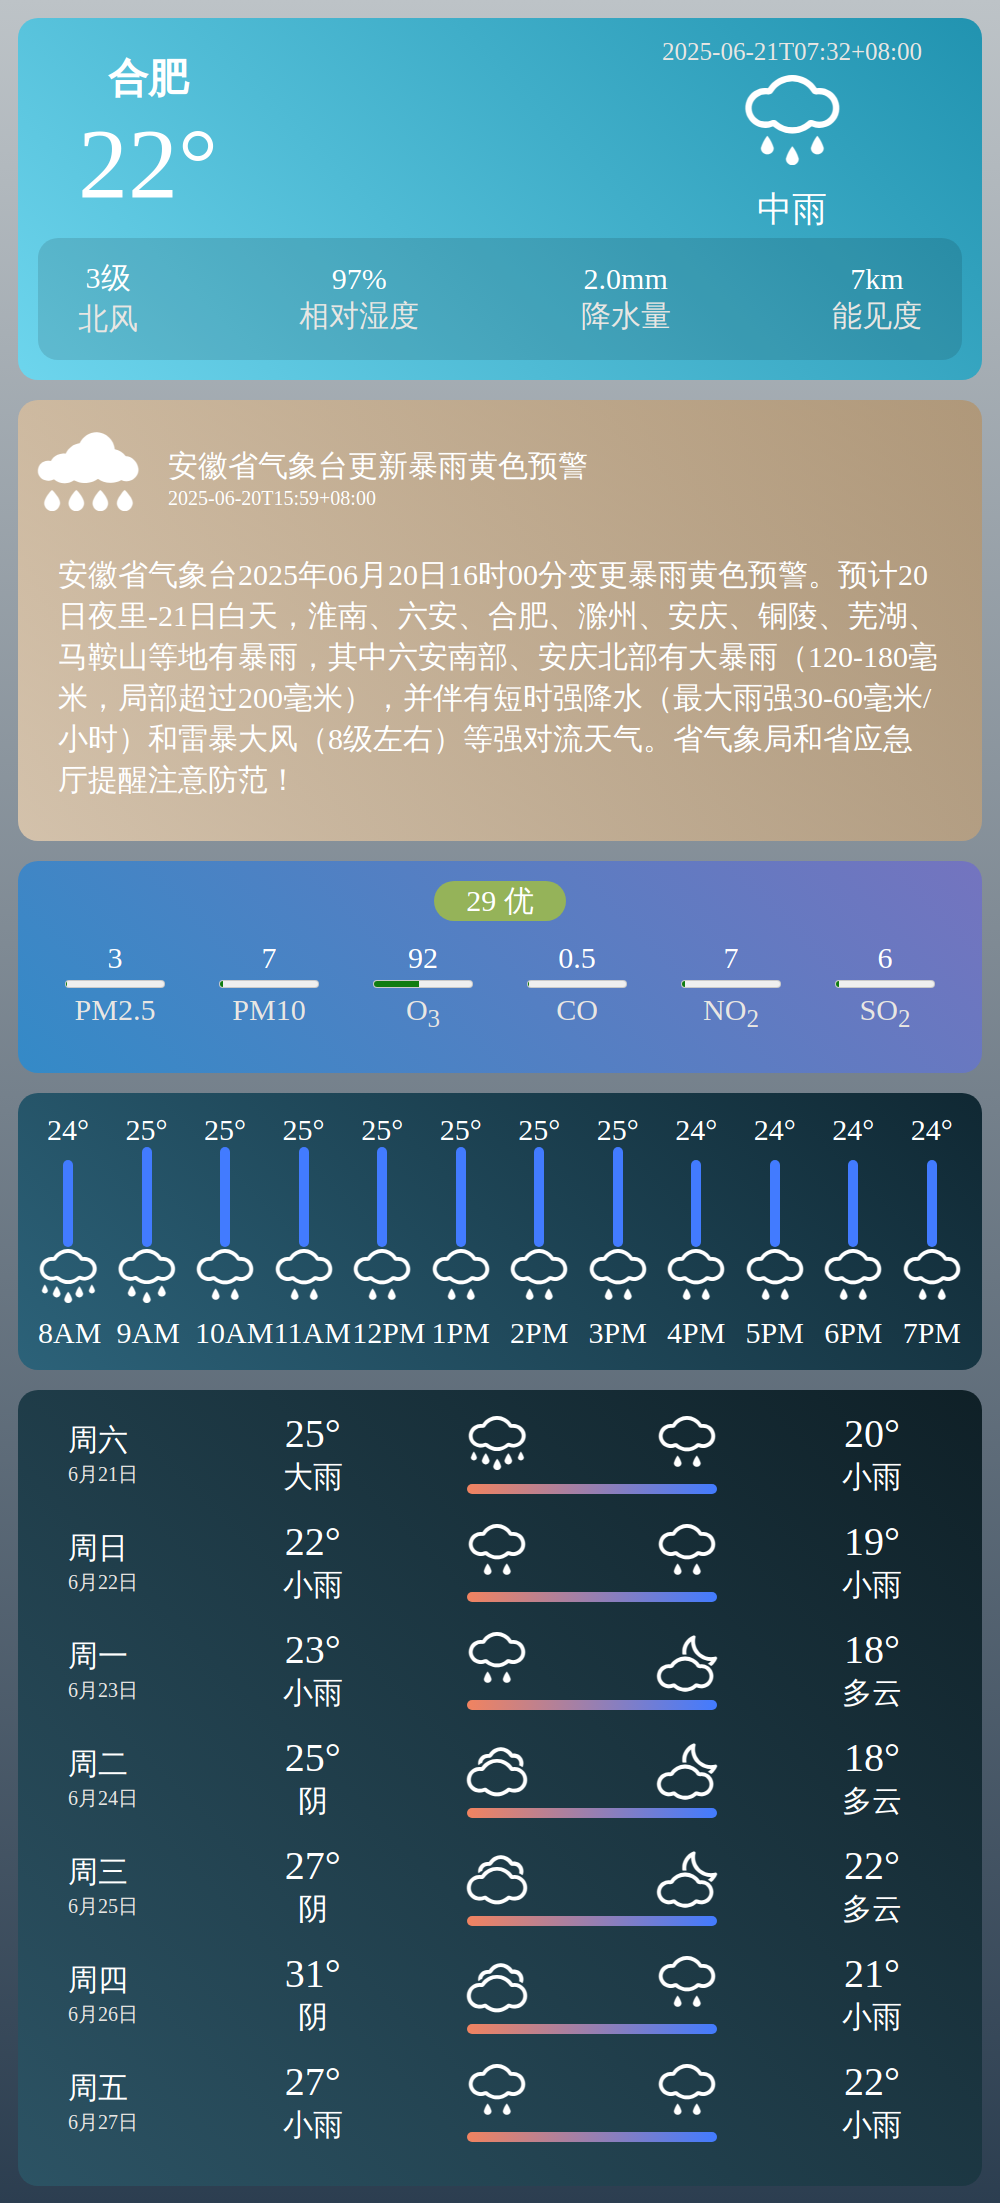 合肥
22°
2025-06-21T07:32+08:00
中雨
3级 97% 2.0mm 7km
北风 相对湿度 降水量 能见度
安徽省气象台更新暴雨黄色预警
2025-06-20T15:59+08:00
安徽省气象台2025年06月20日16时00分变更暴雨黄色预警。预计20
日夜里-21日白天，淮南、六安、合肥、滁州、安庆、铜陵、芜湖、
马鞍山等地有暴雨，其中六安南部、安庆北部有大暴雨（120-180毫
米，局部超过200毫米），并伴有短时强降水（最大雨强30-60毫米/
小时）和雷暴大风（8级左右）等强对流天气。省气象局和省应急
厅提醒注意防范！
29 优
3 7 92 0.5 7 6
PM2.5 PM10 O3 CO NO2 SO2
24° 25° 25° 25° 25° 25° 25° 25° 24° 24° 24° 24°
8AM 9AM 10AM 11AM 12PM 1PM 2PM 3PM 4PM 5PM 6PM 7PM
周六 25° 20°
6月21日 大雨 小雨
周日 22° 19°
6月22日 小雨 小雨
周一 23° 18°
6月23日 小雨 多云
周二 25° 18°
6月24日 阴 多云
周三 27° 22°
6月25日 阴 多云
周四 31° 21°
6月26日 阴 小雨
周五 27° 22°
6月27日 小雨 小雨